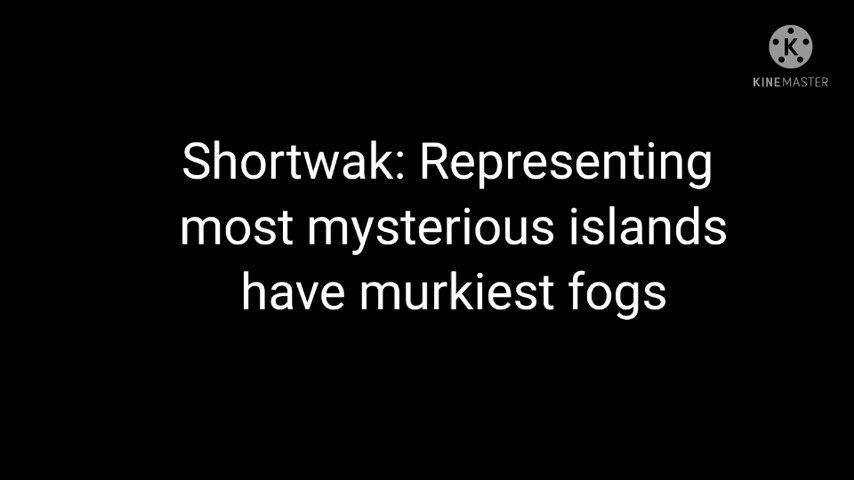 K
KINEMASTER
Shortwak: Representing
most mysterious islands
have murkiest fogs